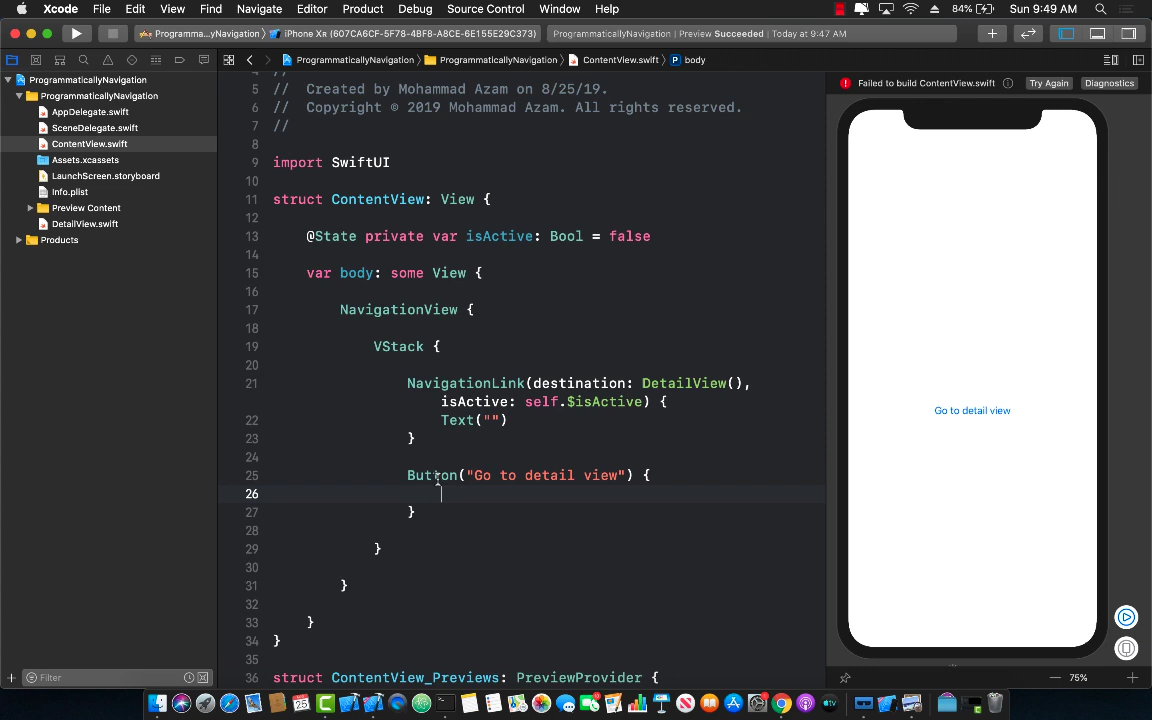 Xcode File Edit View Find Navigate Editor Product Debug Source Control Window Help 84% Sun 9:49 AM
Programma...yNavigation iPhone XR (607CA6CF-5F78-4BF8-A8CE-6E155E29C373) ProgrammaticallyNavigation | Preview Succeeded | Today at 9:47 AM
ProgrammaticallyNavigation ProgrammaticallyNavigation ContentView.swift body
ProgrammaticallyNavigation
ProgrammaticallyNavigation
AppDelegate.swift
SceneDelegate.swift
ContentView.swift
Assets.xcassets
LaunchScreen.storyboard
Info.plist
Preview Content
DetailView.swift
Products
Filter
4 //
5 // Created by Mohammad Azam on 8/25/19.
6 // Copyright © 2019 Mohammad Azam. All rights reserved.
7 //
8
9 import SwiftUI
10
11 struct ContentView: View {
12
13 @State private var isActive: Bool = false
14
15 var body: some View {
16
17 NavigationView {
18
19 VStack {
20
21 NavigationLink(destination: DetailView(),
isActive: self.$isActive) {
22 Text("")
23 }
24
25 Button("Go to detail view") {
26
27 }
28
29 }
30
31 }
32
33 }
34 }
35
36 struct ContentView_Previews: PreviewProvider {
Failed to build ContentView.swift Try Again Diagnostics
Go to detail view
75%